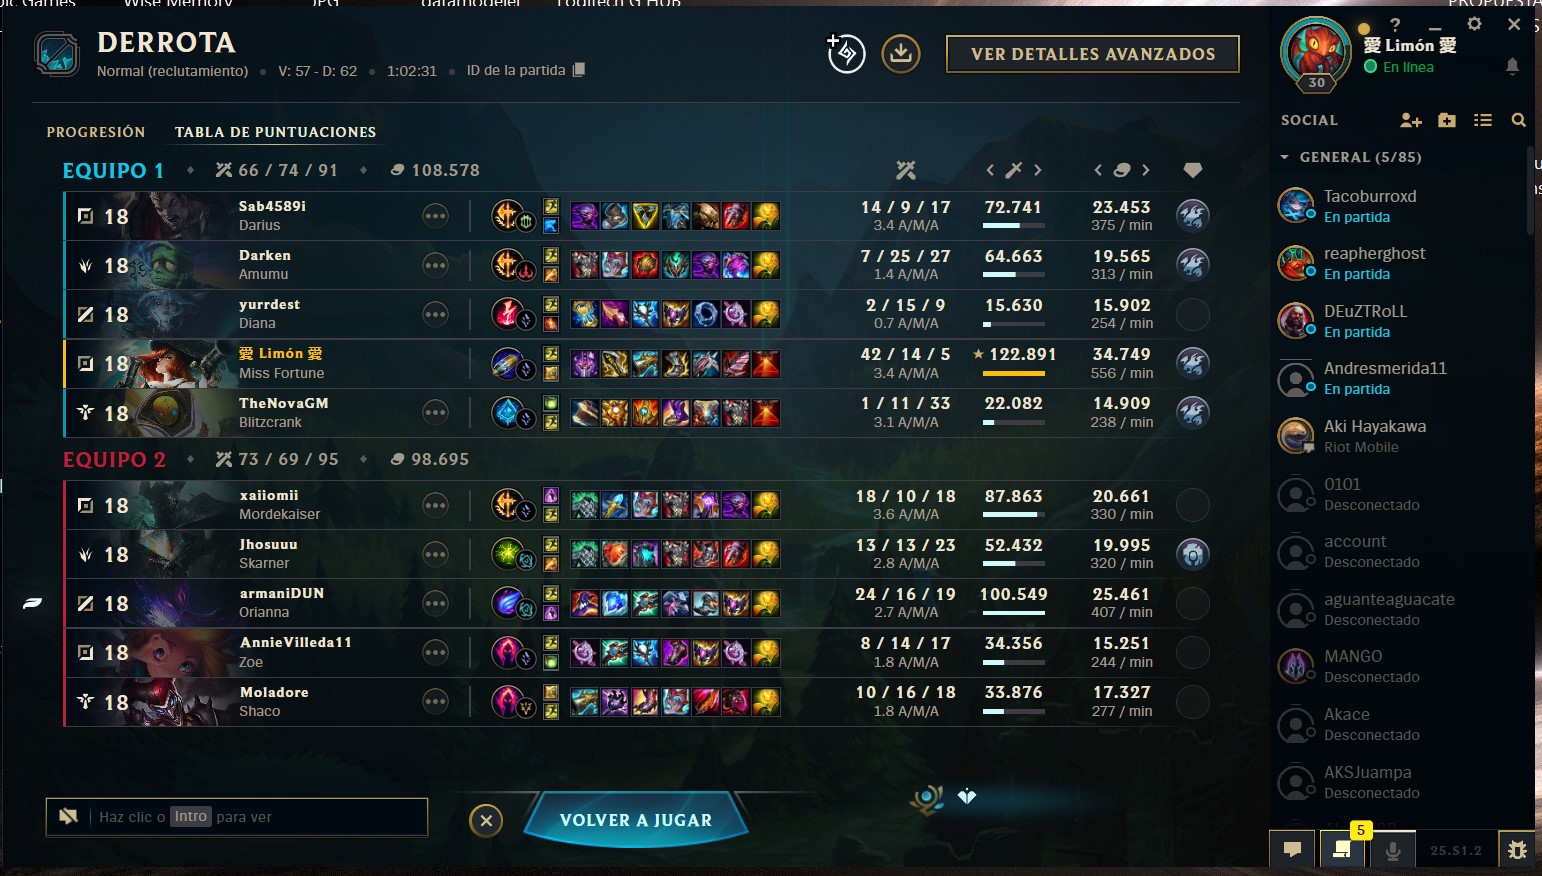 Wise Memory
datamodeler
Logitech G HUB
DERROTA
Normal (reclutamiento) • V: 57 - D: 62 • 1:02:31 • ID de la partida
VER DETALLES AVANZADOS
PROGRESIÓN
TABLA DE PUNTUACIONES
EQUIPO 1 66 / 74 / 91 108.578
18 Sab4589i 14 / 9 / 17 72.741 23.453
Darius 3.4 A/M/A 375 / min
18 Darken 7 / 25 / 27 64.663 19.565
Amumu 1.4 A/M/A 313 / min
18 yurrdest 2 / 15 / 9 15.630 15.902
Diana 0.7 A/M/A 254 / min
18 愛 Limón 愛 42 / 14 / 5 122.891 34.749
Miss Fortune 3.4 A/M/A 556 / min
18 TheNovaGM 1 / 11 / 33 22.082 14.909
Blitzcrank 3.1 A/M/A 238 / min
EQUIPO 2 73 / 69 / 95 98.695
18 xaiiomii 18 / 10 / 18 87.863 20.661
Mordekaiser 3.6 A/M/A 330 / min
18 Jhosuuu 13 / 13 / 23 52.432 19.995
Skarner 2.8 A/M/A 320 / min
18 armaniDUN 24 / 16 / 19 100.549 25.461
Orianna 2.7 A/M/A 407 / min
18 AnnieVilleda11 8 / 14 / 17 34.356 15.251
Zoe 1.8 A/M/A 244 / min
18 Moladore 10 / 16 / 18 33.876 17.327
Shaco 1.8 A/M/A 277 / min
Haz clic o Intro para ver
VOLVER A JUGAR
愛 Limón 愛
En línea
30
SOCIAL
GENERAL (5/85)
Tacoburroxd
En partida
reapherghost
En partida
DEuZTRoLL
En partida
Andresmerida11
En partida
Aki Hayakawa
Riot Mobile
0101
Desconectado
account
Desconectado
aguanteaguacate
Desconectado
MANGO
Desconectado
Akace
Desconectado
AKSJuampa
Desconectado
5
25.S1.2